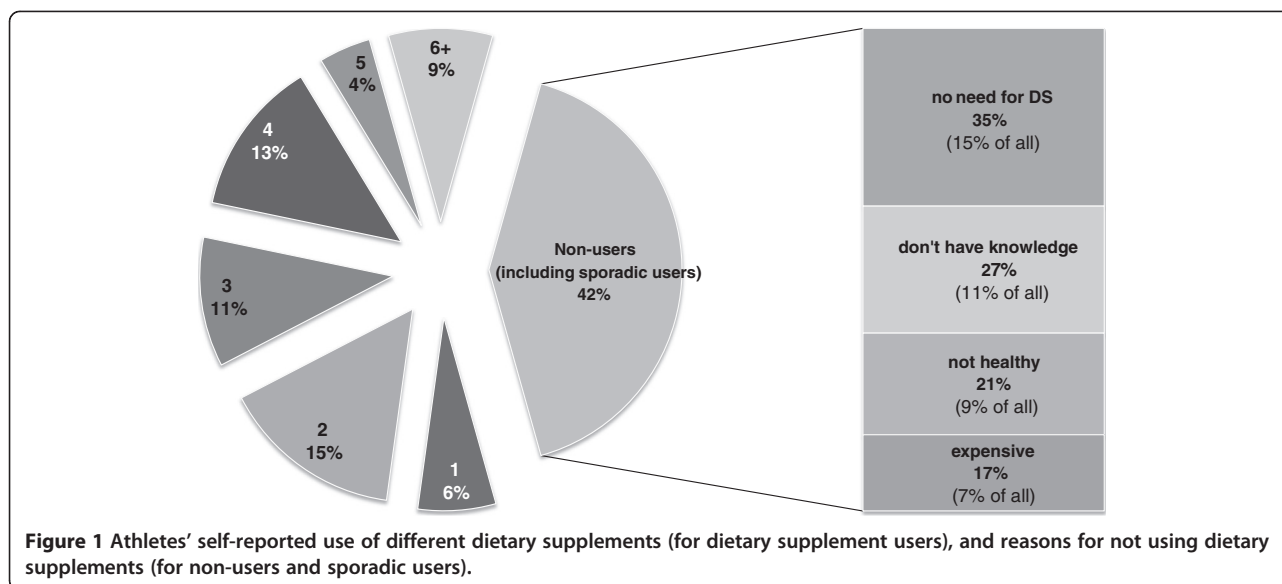 6+
9%
5
4%
4
13%
3
11%
2
15%
1
6%
Non-users
(including sporadic users)
42%
no need for DS
35%
(15% of all)
don't have knowledge
27%
(11% of all)
not healthy
21%
(9% of all)
expensive
17%
(7% of all)
Figure 1 Athletes’ self-reported use of different dietary supplements (for dietary supplement users), and reasons for not using dietary
supplements (for non-users and sporadic users).